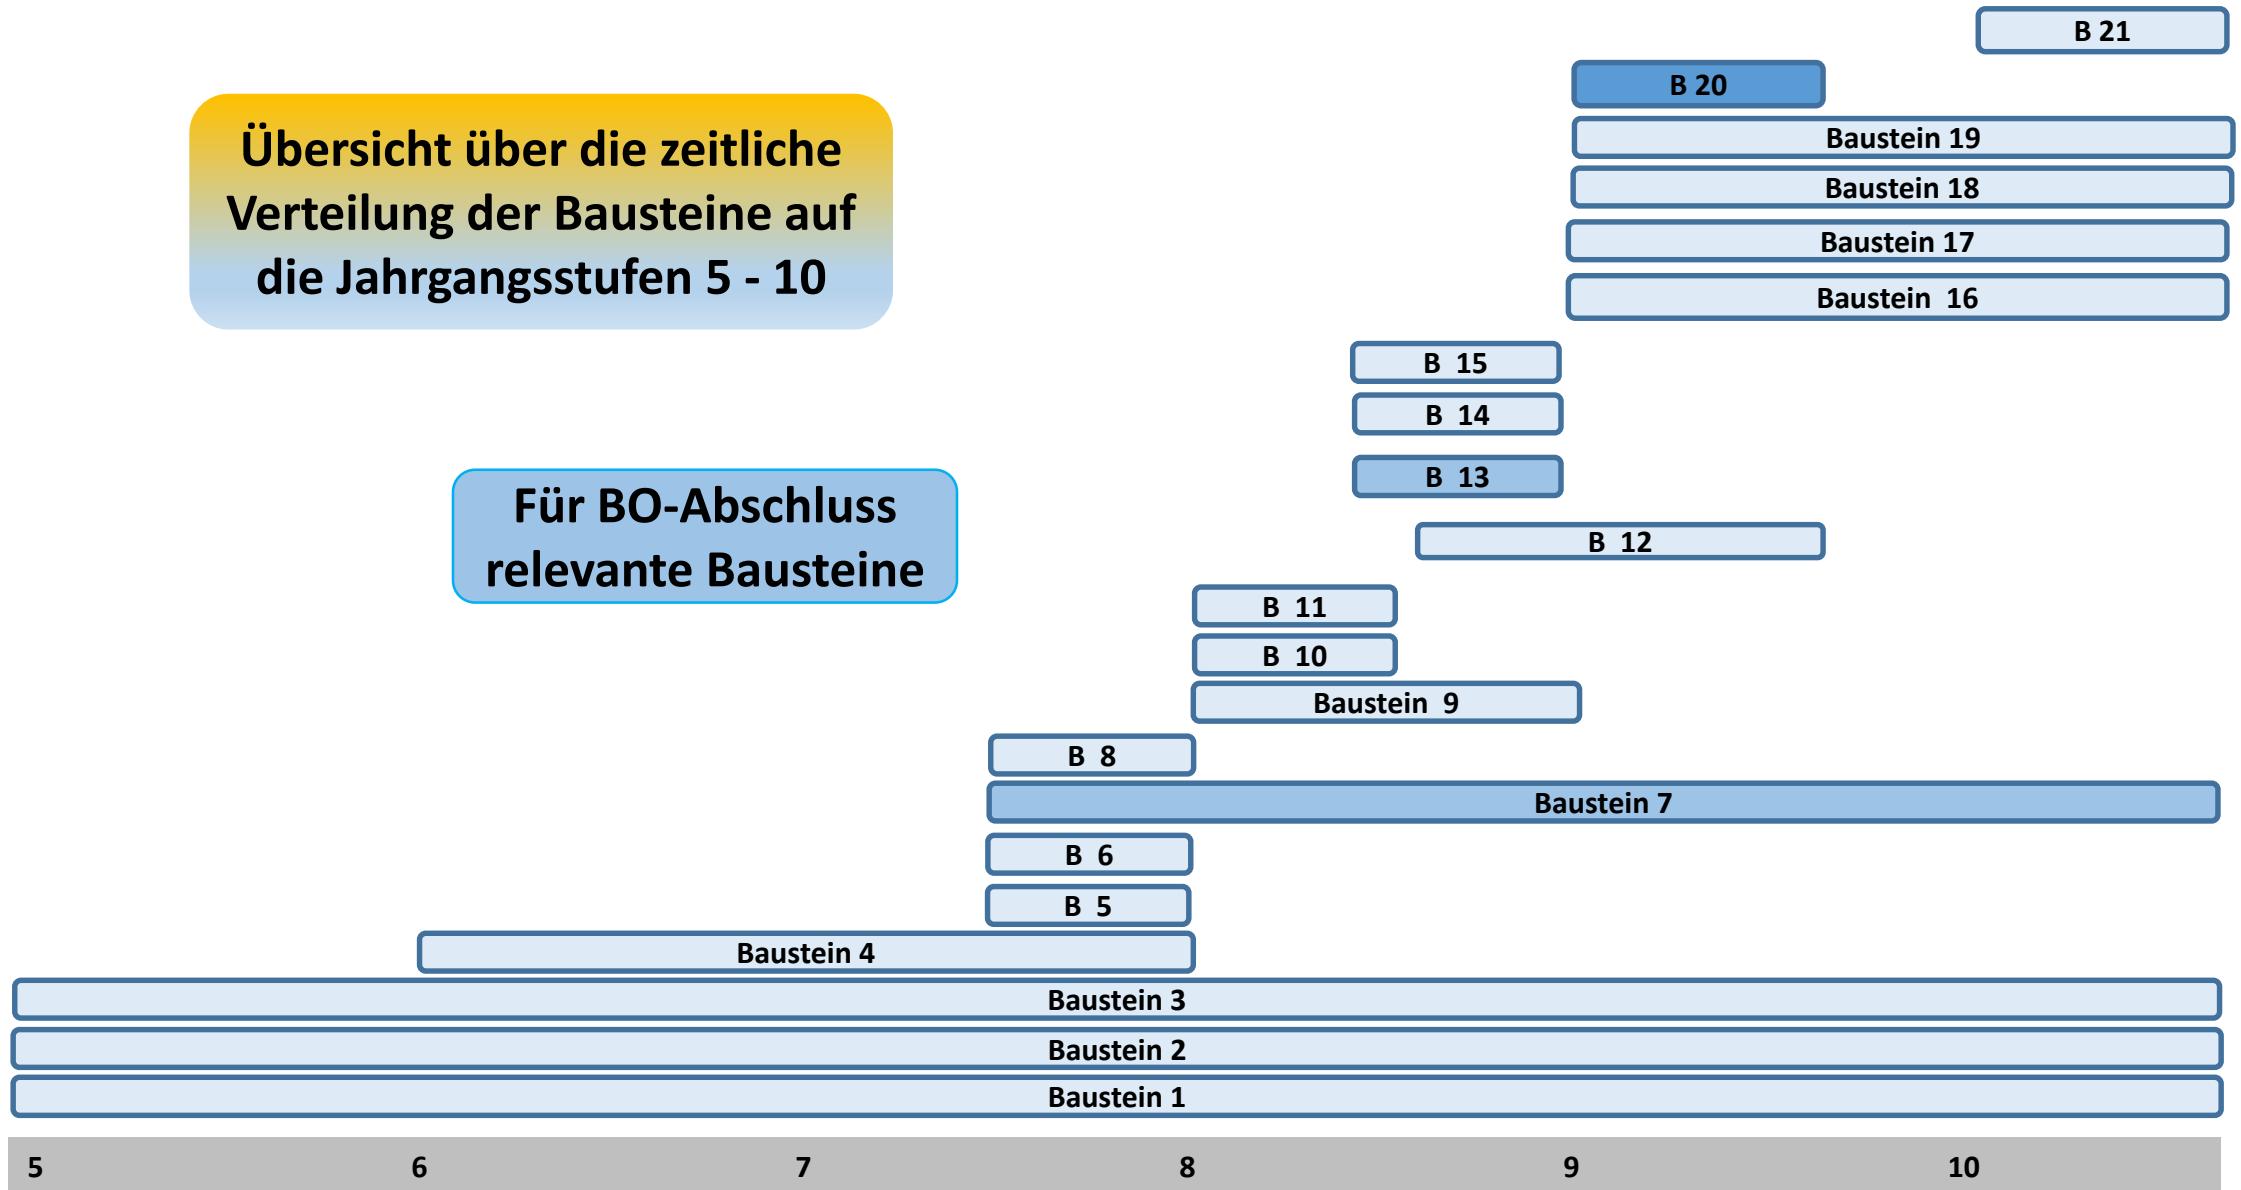 B 21
B 20
Übersicht über die zeitliche
Verteilung der Bausteine auf
die Jahrgangsstufen 5 - 10
Baustein 19
Baustein 18
Baustein 17
Baustein 16
B 15
B 14
B 13
Für BO-Abschluss
relevante Bausteine
B 12
B 11
B 10
Baustein 9
B 8
Baustein 7
B 6
B 5
Baustein 4
Baustein 3
Baustein 2
Baustein 1
5 6 7 8 9 10